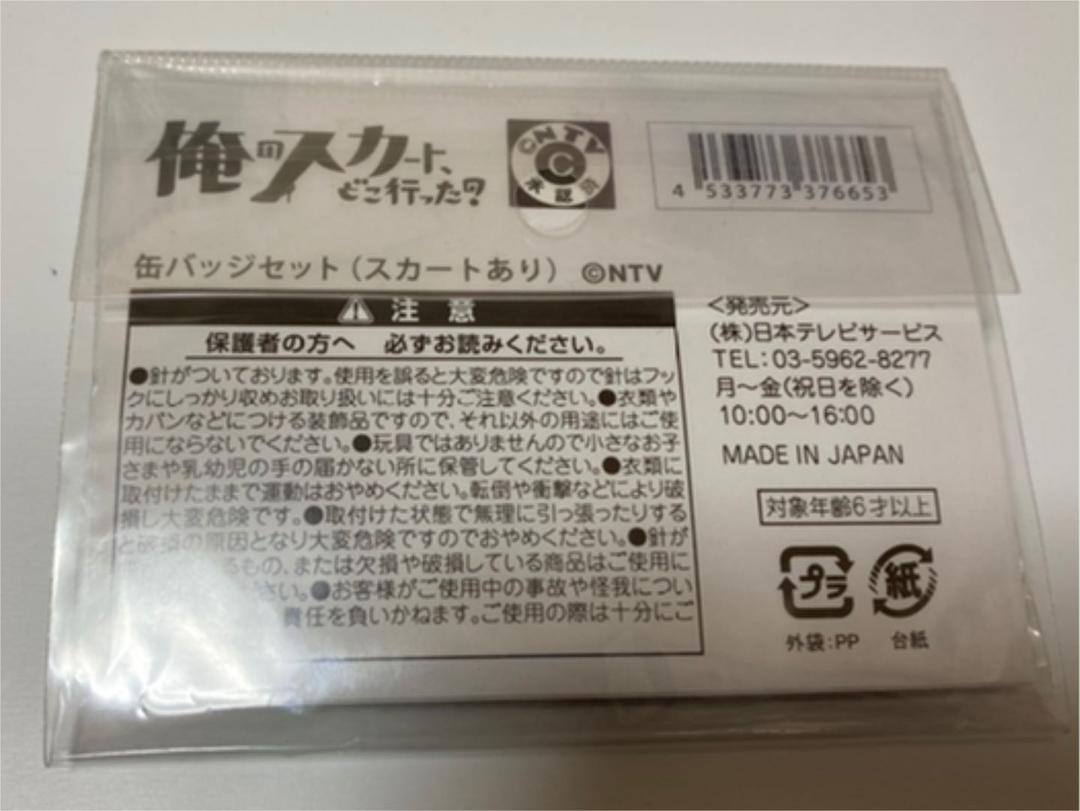 俺のスカート、
どこ行った?
CNTV
C
承認済
4 533773 376653
缶バッジセット(スカートあり) ©NTV
注 意
保護者の方へ 必ずお読みください。
●針がついております。使用を誤ると大変危険ですので針はフッ
クにしっかり収めお取り扱いには十分ご注意ください。●衣類や
カバンなどにつける装飾品ですので、それ以外の用途にはご使
用にならないでください。●玩具ではありませんので小さなお子
さまや乳幼児の手の届かない所に保管してください。●衣類に
取付けたままで運動はおやめください。転倒や衝撃などにより破
損し大変危険です。●取付けた状態で無理に引っ張ったりする
と破損の原因となり大変危険ですのでおやめください。●針が
るもの、または欠損や破損している商品はご使用に
さい。●お客様がご使用中の事故や怪我につい
責任を負いかねます。ご使用の際は十分にご
<発売元>
(株)日本テレビサービス
TEL:03-5962-8277
月~金(祝日を除く)
10:00~16:00
MADE IN JAPAN
対象年齢6才以上
プラ
紙
外袋:PP
台紙